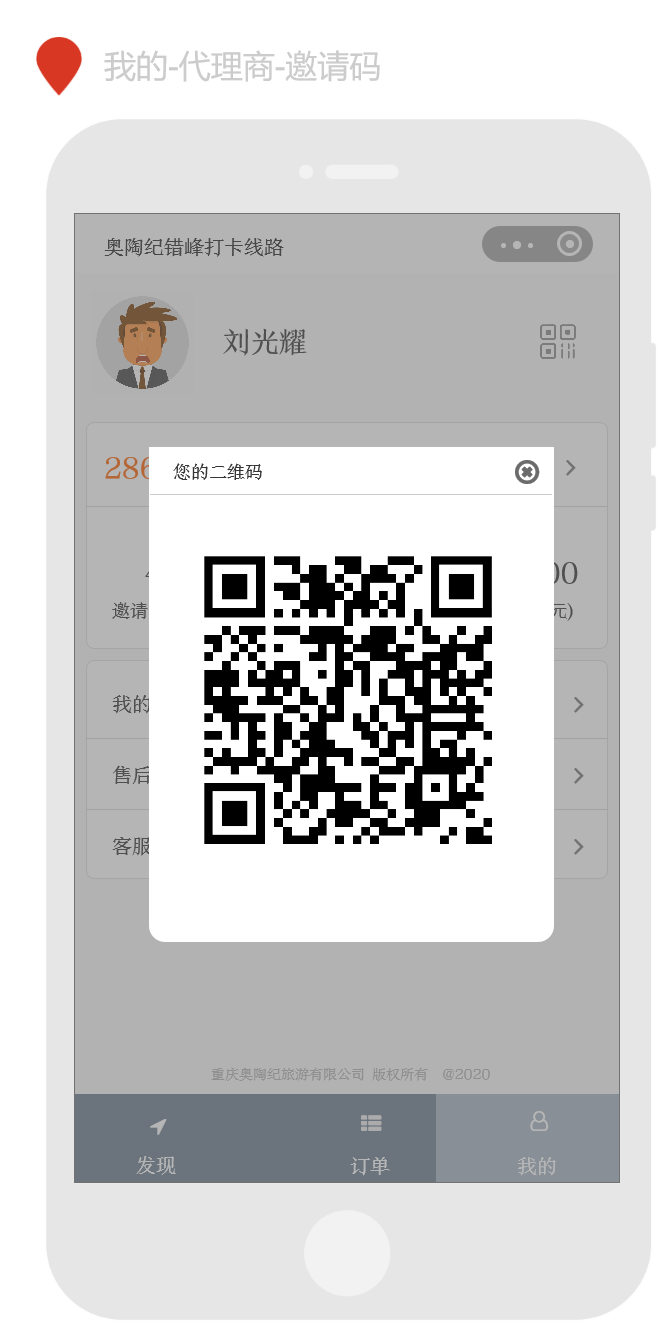 我的-代理商-邀请码
奥陶纪错峰打卡线路
刘光耀
286
您的二维码
00
邀请
元)
我的
售后
客服
重庆奥陶纪旅游有限公司 版权所有 @2020
发现
订单
我的